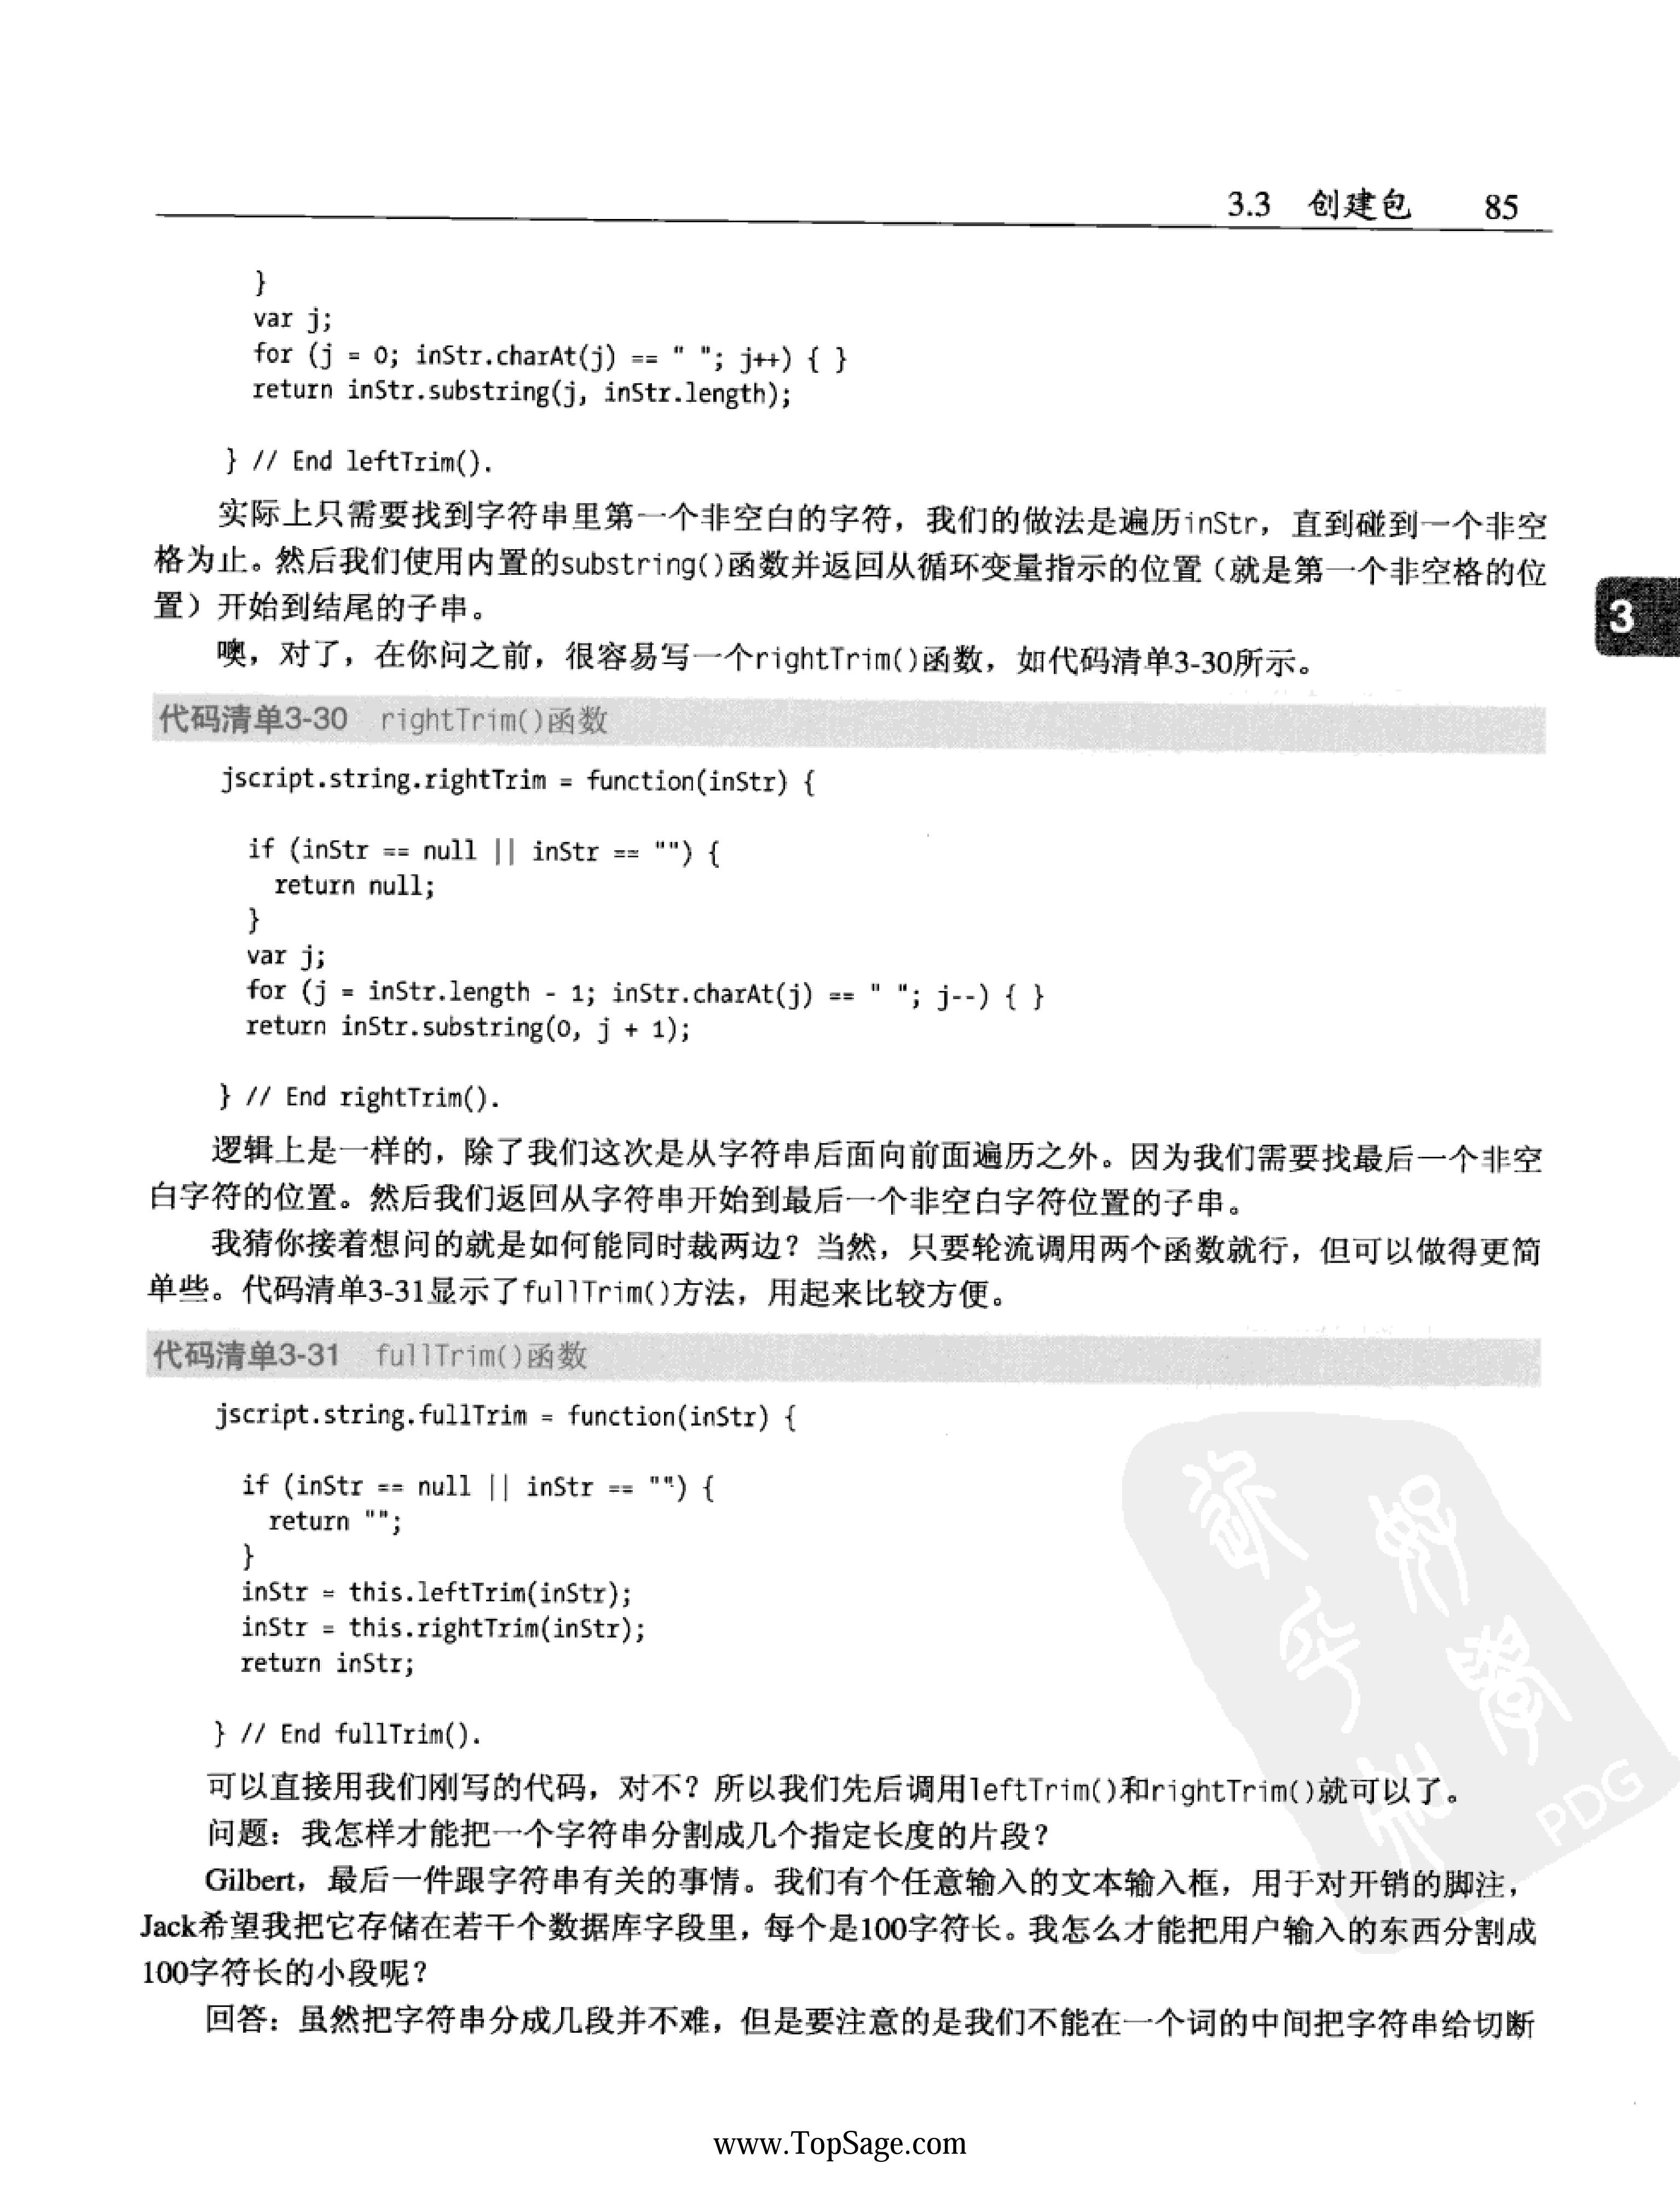 3.3 创建包 85
}
var j;
for (j = 0; inStr.charAt(j) == " "; j++) { }
return inStr.substring(j, inStr.length);
} // End leftTrim().
实际上只需要找到字符串里第一个非空白的字符，我们的做法是遍历inStr，直到碰到一个非空
格为止。然后我们使用内置的substring()函数并返回从循环变量指示的位置（就是第一个非空格的位
置）开始到结尾的子串。
3
噢，对了，在你问之前，很容易写一个rightTrim()函数，如代码清单3-30所示。
代码清单3-30 rightTrim()函数
jscript.string.rightTrim = function(inStr) {
if (inStr == null || inStr == "") {
return null;
}
var j;
for (j = inStr.length - 1; inStr.charAt(j) == " "; j--) { }
return inStr.substring(0, j + 1);
} // End rightTrim().
逻辑上是一样的，除了我们这次是从字符串后面向前面遍历之外。因为我们需要找最后一个非空
白字符的位置。然后我们返回从字符串开始到最后一个非空白字符位置的子串。
我猜你接着想问的就是如何能同时裁两边？当然，只要轮流调用两个函数就行，但可以做得更简
单些。代码清单3-31显示了fullTrim()方法，用起来比较方便。
代码清单3-31 fullTrim()函数
jscript.string.fullTrim = function(inStr) {
if (inStr == null || inStr == "") {
return "";
}
inStr = this.leftTrim(inStr);
inStr = this.rightTrim(inStr);
return inStr;
} // End fullTrim().
可以直接用我们刚写的代码，对不？所以我们先后调用leftTrim()和rightTrim()就可以了。
问题：我怎样才能把一个字符串分割成几个指定长度的片段？
Gilbert，最后一件跟字符串有关的事情。我们有个任意输入的文本输入框，用于对开销的脚注，
Jack希望我把它存储在若干个数据库字段里，每个是100字符长。我怎么才能把用户输入的东西分割成
100字符长的小段呢？
回答：虽然把字符串分成几段并不难，但是要注意的是我们不能在一个词的中间把字符串给切断
PDG
www.TopSage.com